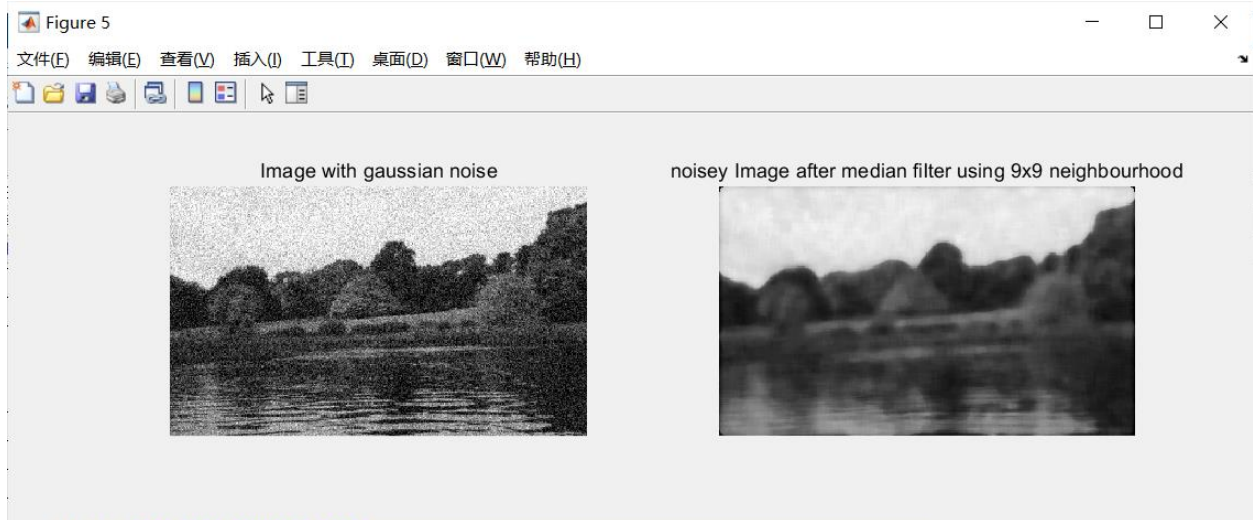 Figure 5
文件(F) 编辑(E) 查看(V) 插入(I) 工具(T) 桌面(D) 窗口(W) 帮助(H)
Image with gaussian noise
noisey Image after median filter using 9x9 neighbourhood